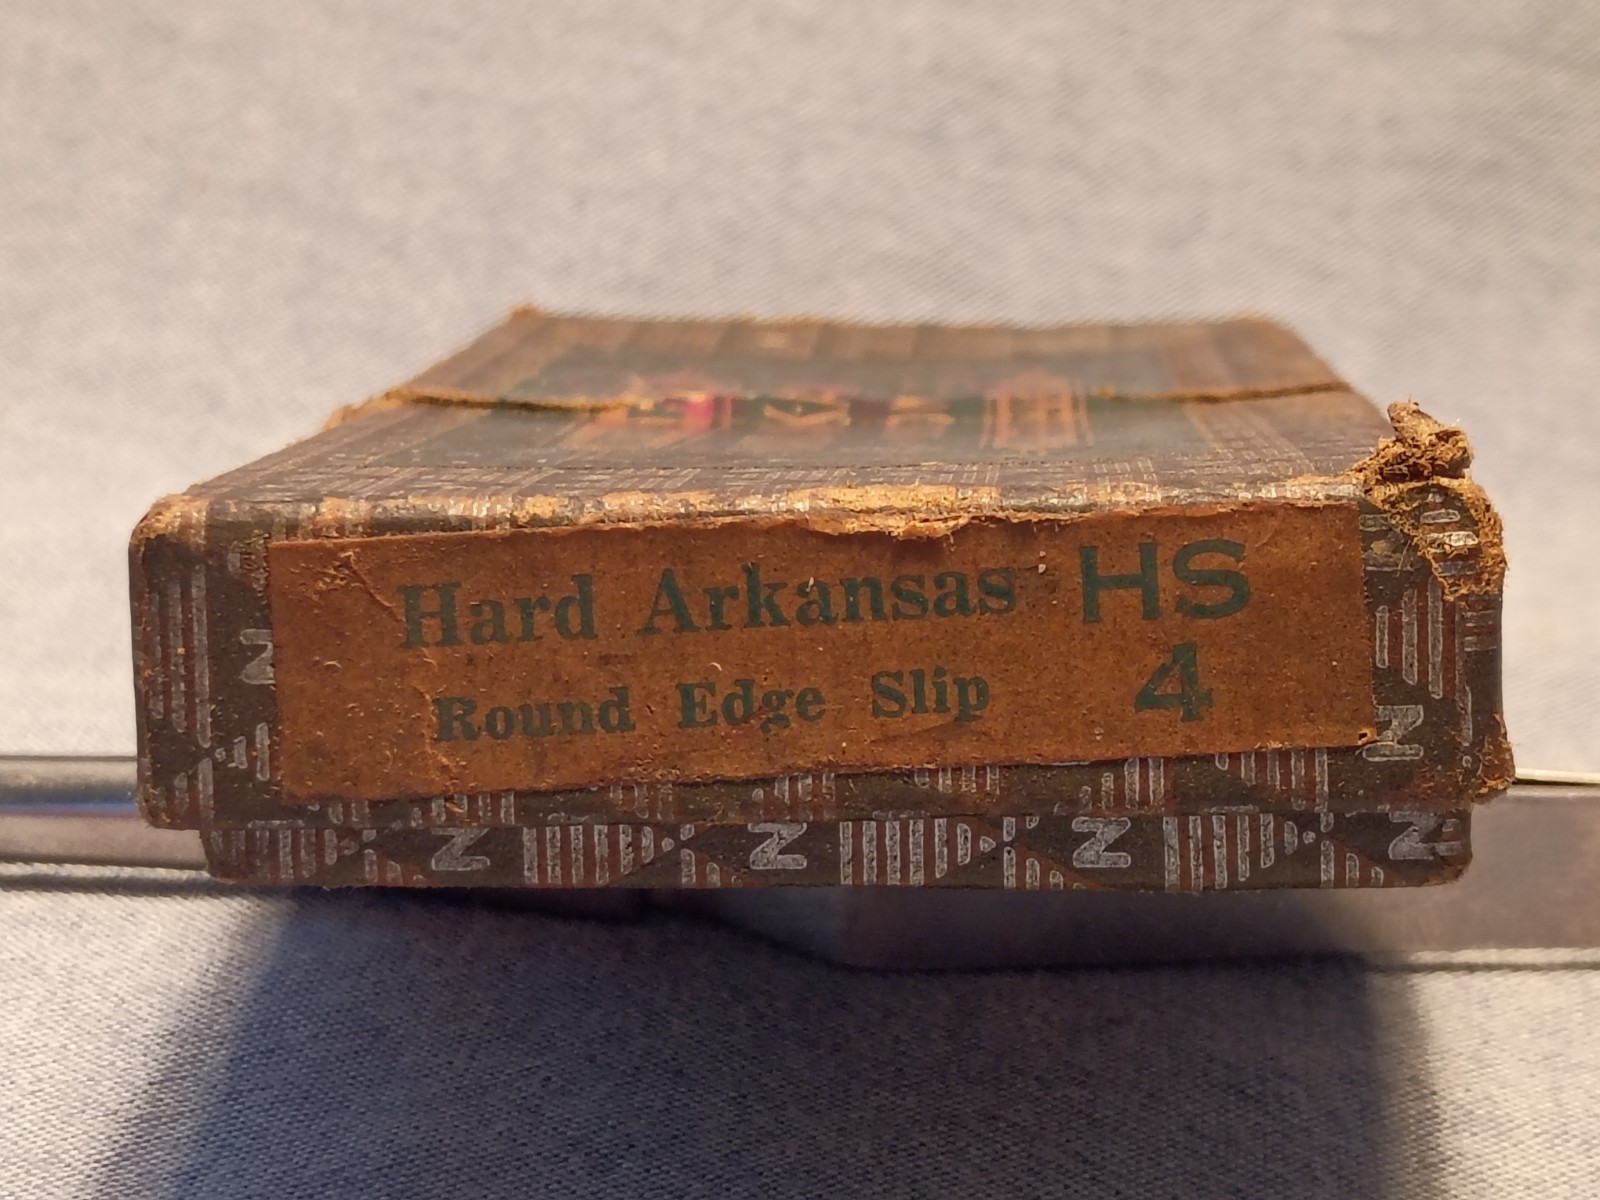 Hard Arkansas HS
Round Edge Slip 4